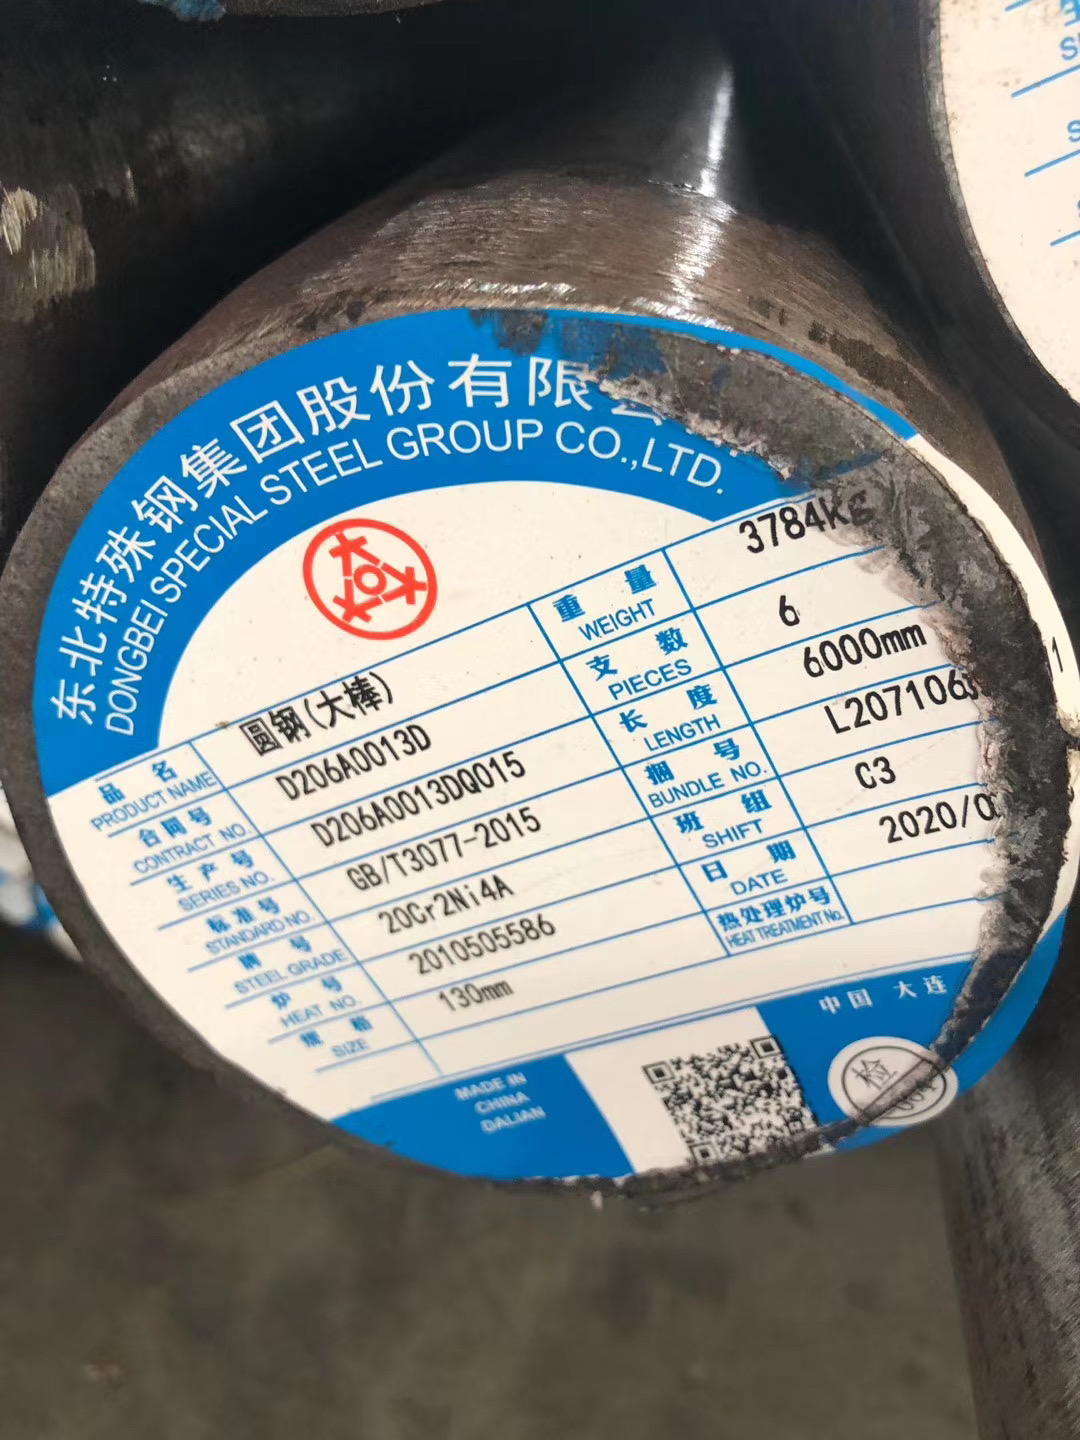 东北特殊钢集团股份有限
DONGBEI SPECIAL STEEL GROUP CO.,LTD.
品名 圆钢(大棒)
PRODUCT NAME
合同号 D206A0013D
CONTRACT NO.
生产号 D206A0013DQ015
SERIES NO.
标准号 GB/T3077-2015
STANDARD NO.
牌号 20Cr2Ni4A
STEEL GRADE
炉号 2010505586
HEAT NO.
规格 130mm
SIZE
重量 3784kg
WEIGHT
支数 6
PIECES
长度 6000mm
LENGTH
捆号 L207106
BUNDLE NO.
班组 C3
SHIFT
日期 2020/0
DATE
热处理炉号
HEAT TREATMENT No.
MADE IN
CHINA
DALIAN
中国 大连
检